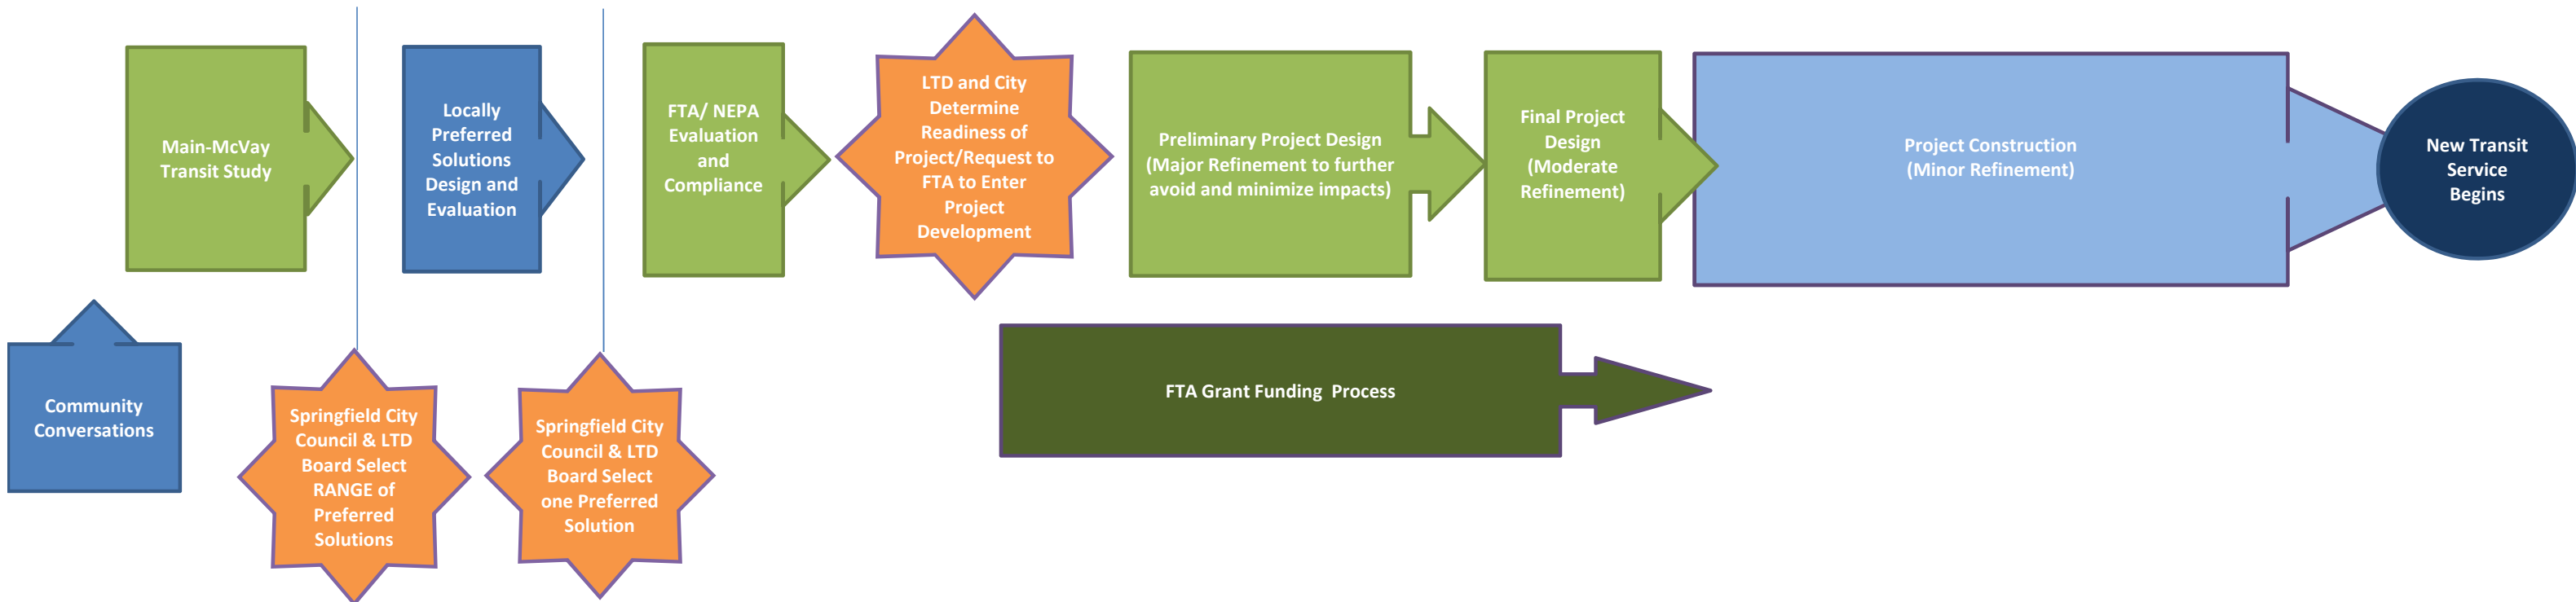 Main-McVay
Transit Study
Locally
Preferred
Solutions
Design and
Evaluation
FTA/ NEPA
Evaluation
and
Compliance
LTD and City
Determine
Readiness of
Project/Request to
FTA to Enter
Project
Development
Preliminary Project Design
(Major Refinement to further
avoid and minimize impacts)
Final Project
Design
(Moderate
Refinement)
Project Construction
(Minor Refinement)
New Transit
Service
Begins
Community
Conversations
Springfield City
Council & LTD
Board Select
RANGE of
Preferred
Solutions
Springfield City
Council & LTD
Board Select
one Preferred
Solution
FTA Grant Funding  Process